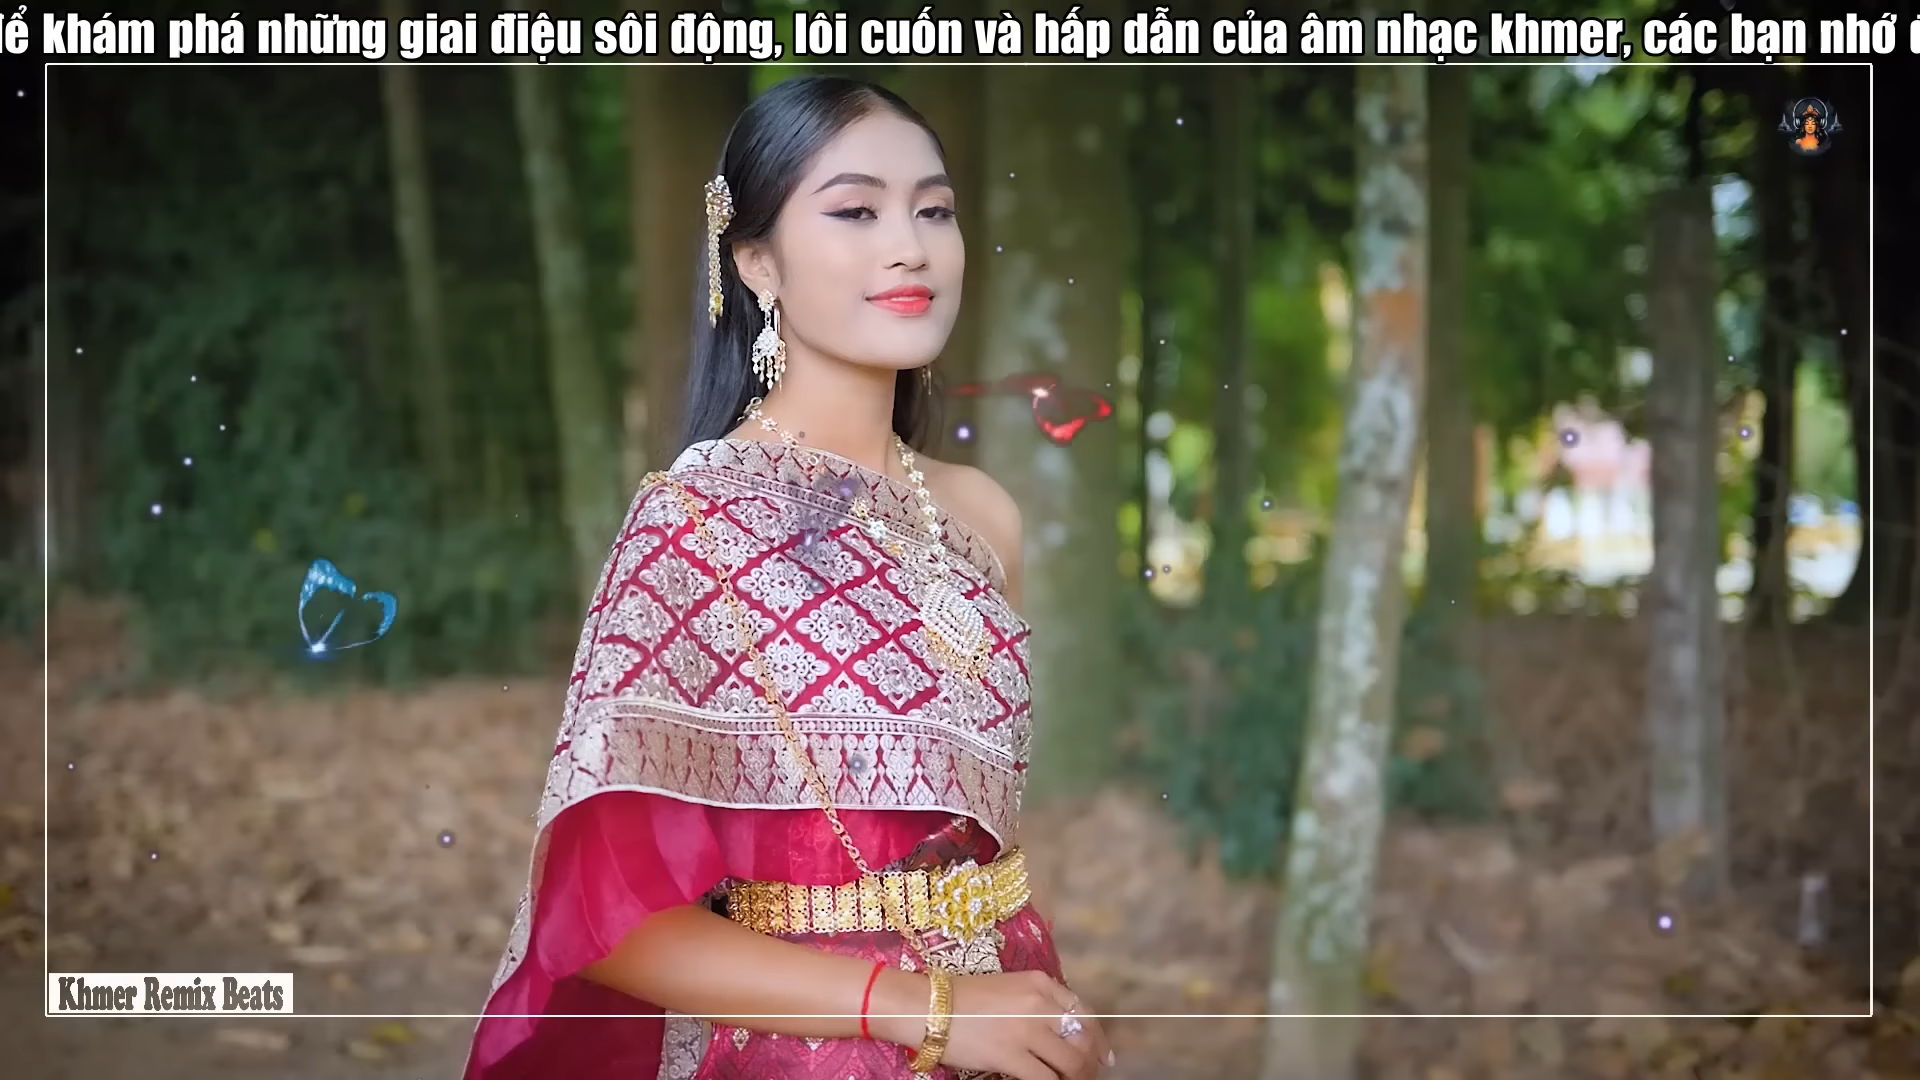 để khám phá những giai điệu sôi động, lôi cuốn và hấp dẫn của âm nhạc khmer, các bạn nhớ
Khmer Remix Beats